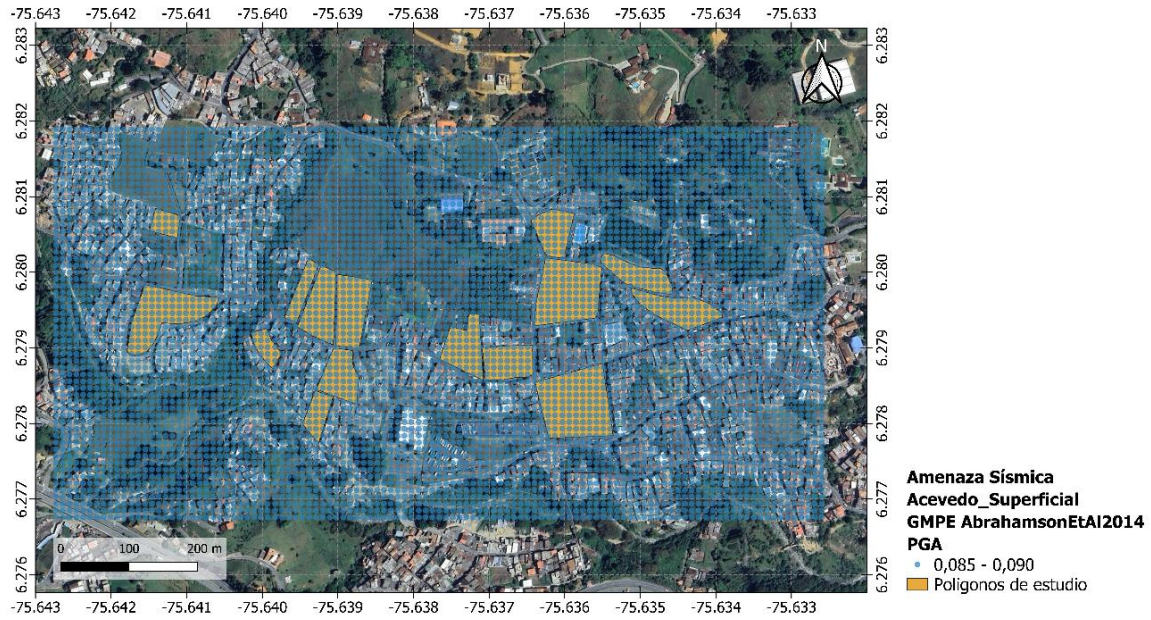 -75.643 -75.642 -75.641 -75.640 -75.639 -75.638 -75.637 -75.636 -75.635 -75.634 -75.633
6.283 6.283
N
6.282 6.282
6.281 6.281
6.280 6.280
6.279 6.279
6.278 6.278
6.277 6.277
Amenaza Sísmica
Acevedo_Superficial
GMPE AbrahamsonEtAl2014
PGA
0,085 - 0,090
Polígonos de estudio
0 100 200 m
6.276 6.276
-75.643 -75.642 -75.641 -75.640 -75.639 -75.638 -75.637 -75.636 -75.635 -75.634 -75.633